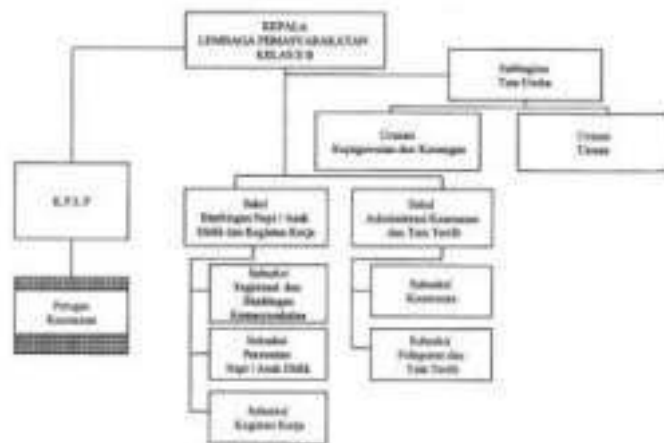 KEPALA
LEMBAGA PEMASYARAKATAN
KELAS II B
Subbagian
Tata Usaha
Urusan
Kepegawaian dan Keuangan
Urusan
Umum
K.P.L.P
Seksi
Bimbingan Napi / Anak
Didik dan Kegiatan Kerja
Seksi
Administrasi Keamanan
dan Tata Tertib
Petugas
Keamanan
Subseksi
Registrasi dan
Bimbingan
Kemasyarakatan
Subseksi
Keamanan
Subseksi
Perawatan
Napi / Anak Didik
Subseksi
Pelaporan dan
Tata Tertib
Subseksi
Kegiatan Kerja